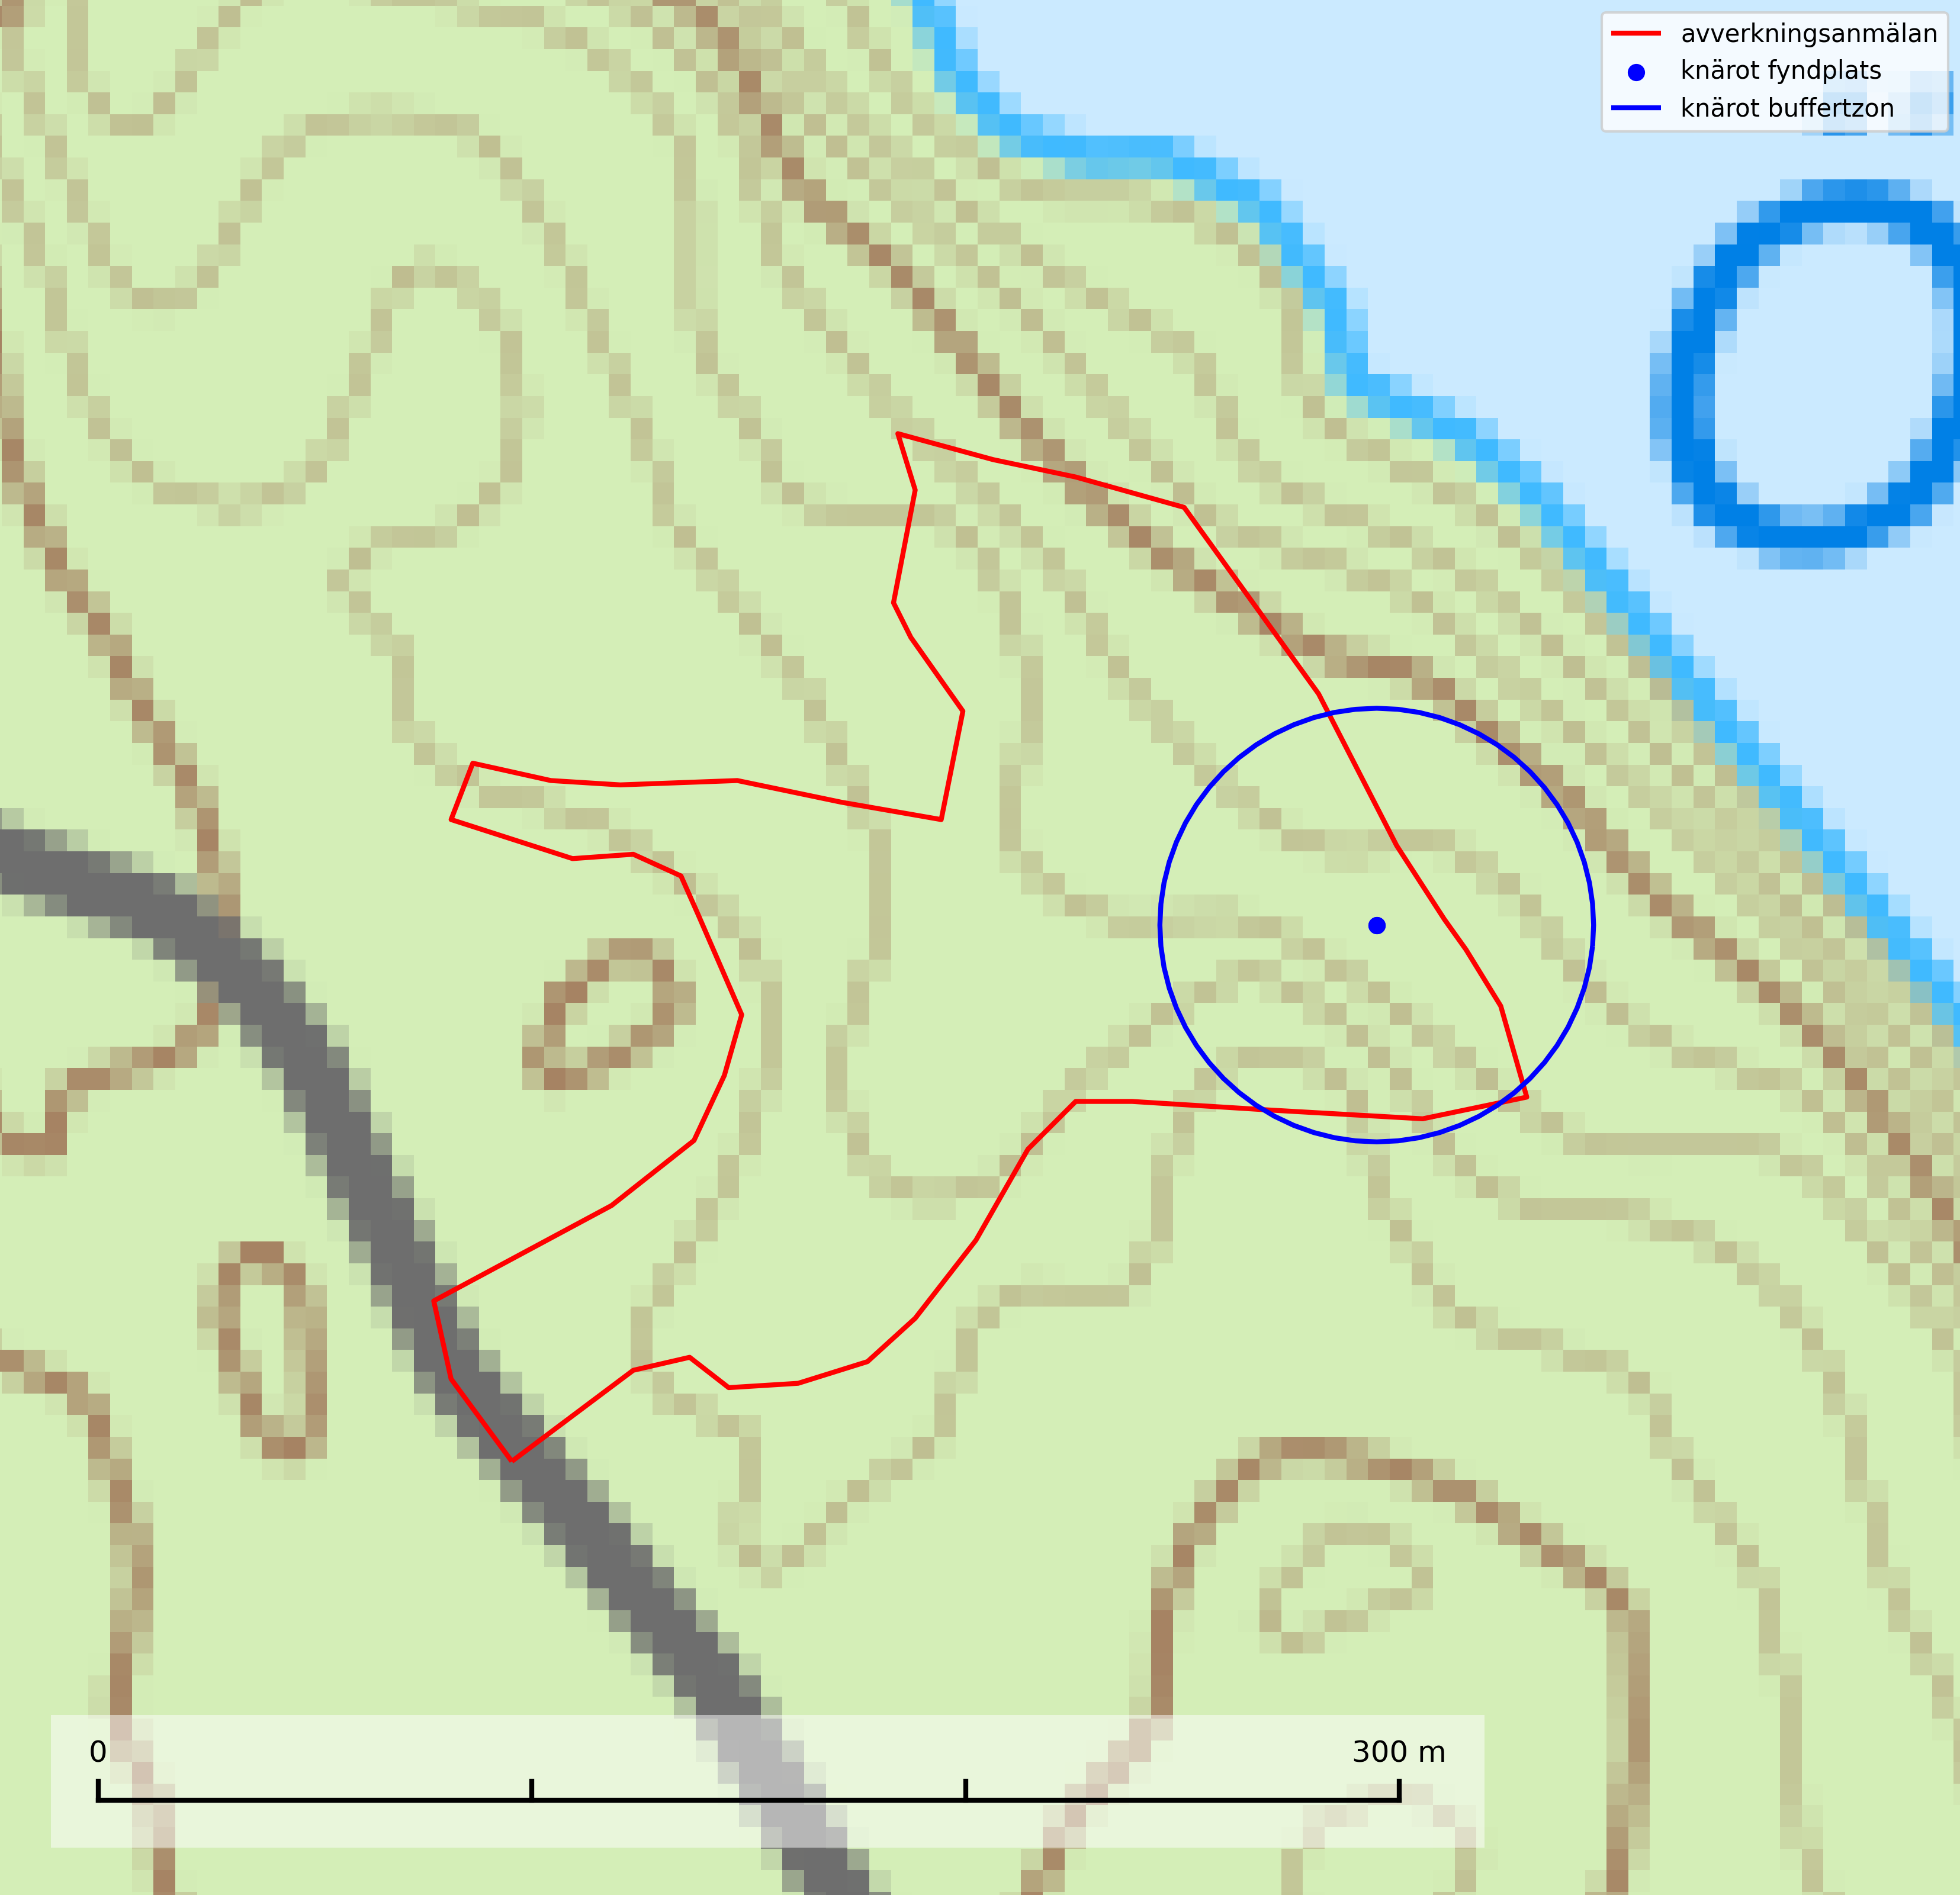 avverkningsanmälan
knärot fyndplats
knärot buffertzon
0 300 m